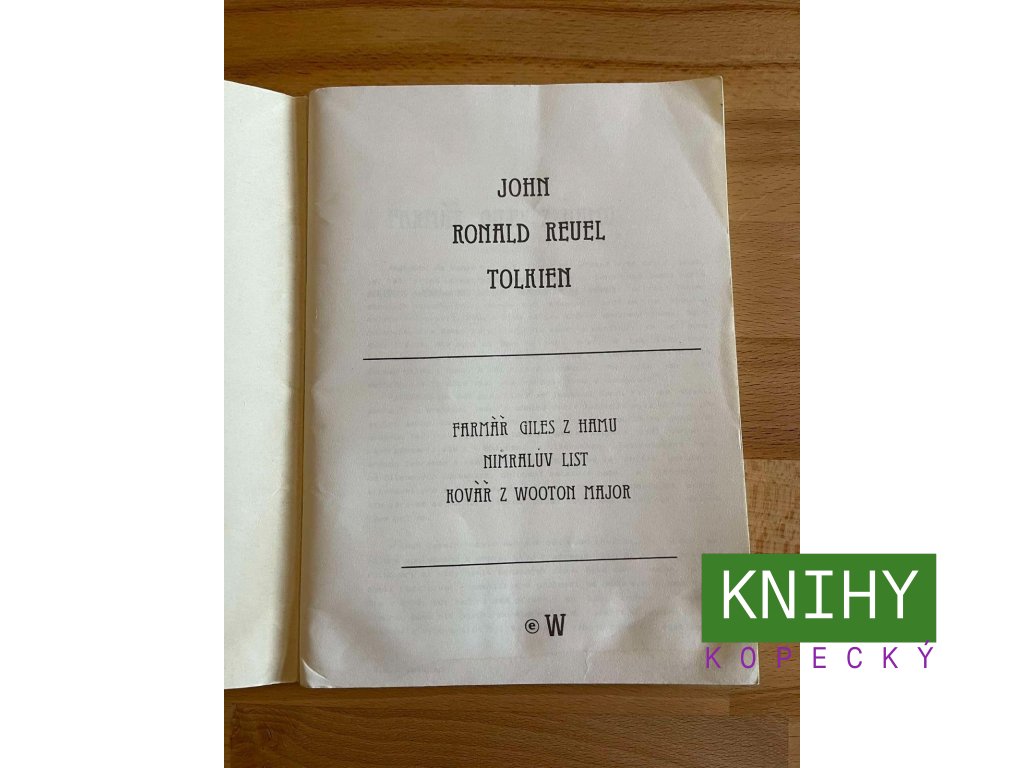 JOHN
RONALD REUEL
TOLKIEN
FARMÀŘ GILES Z HAMU
NIMRALŮV LIST
KOVÀŘ Z WOOTON MAJOR
ⓔ W
KNIHY
KOPECKÝ